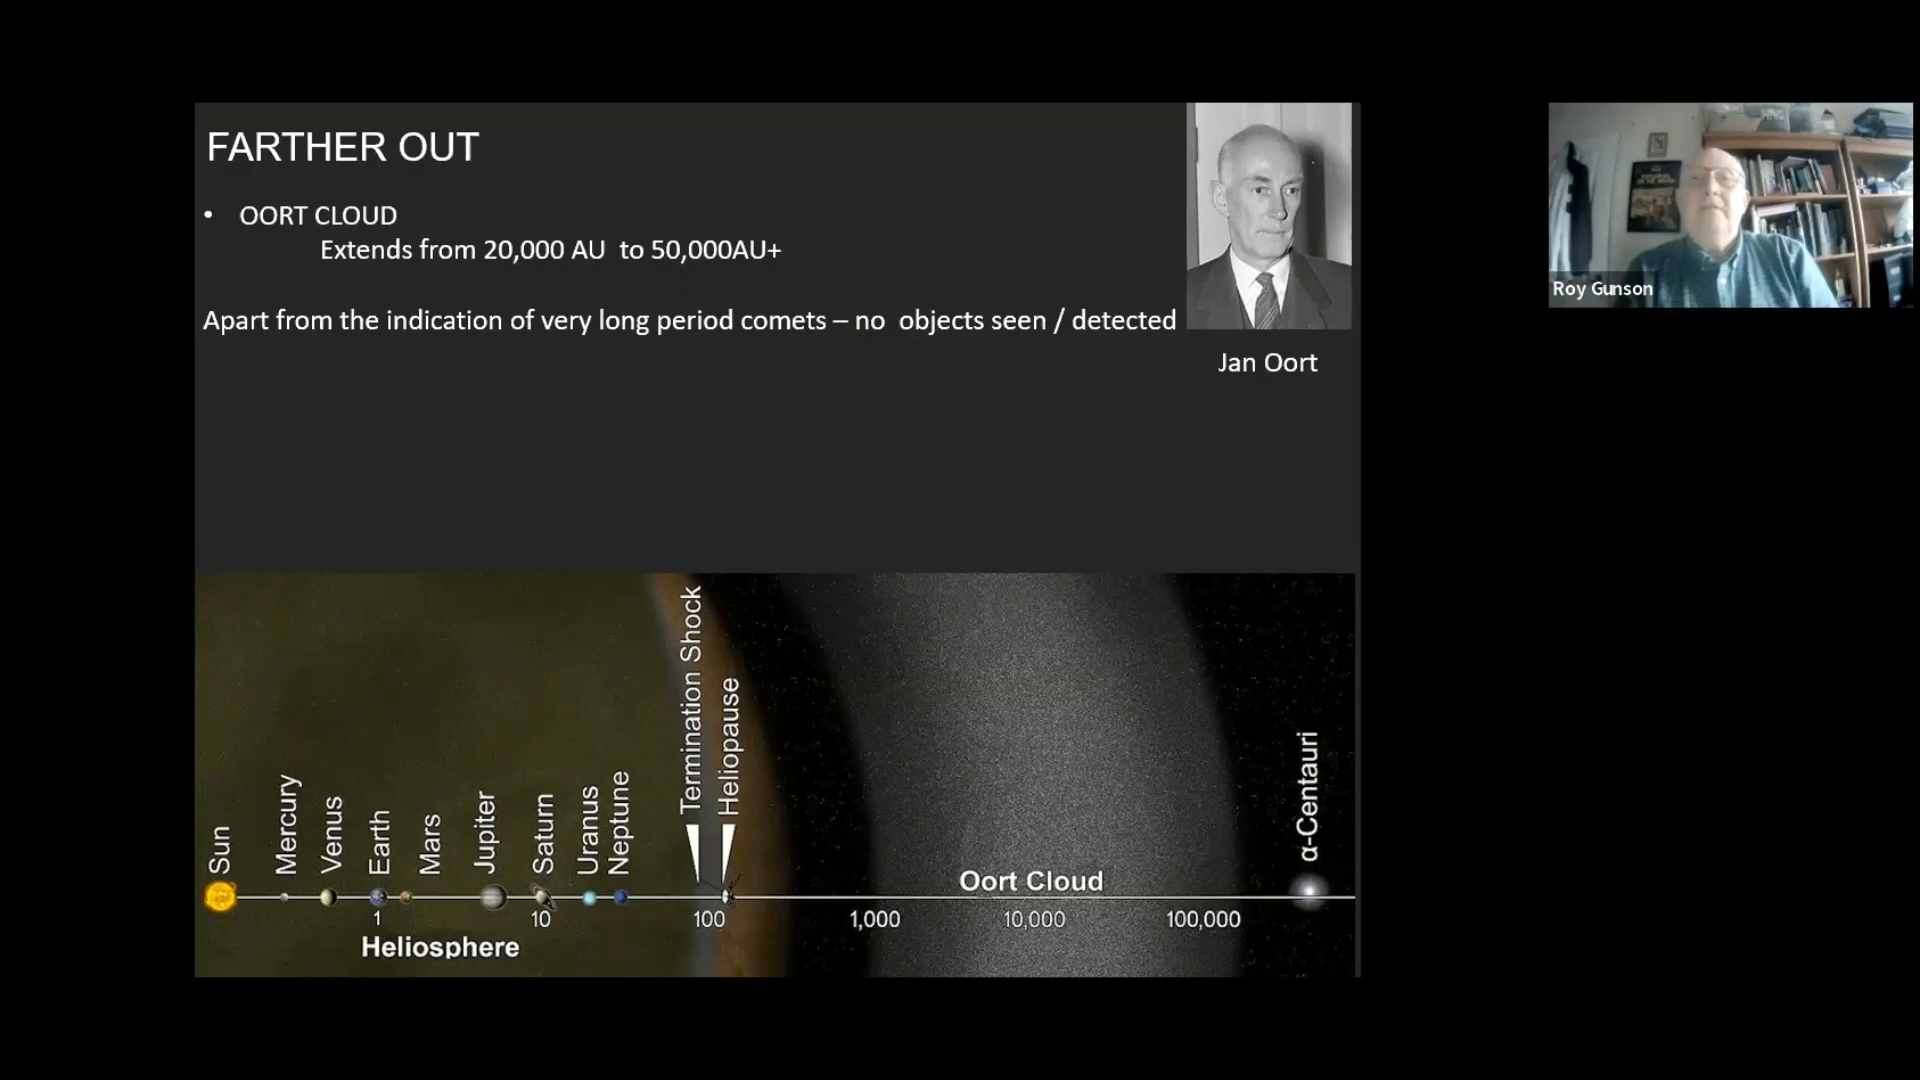 FARTHER OUT
• OORT CLOUD
Extends from 20,000 AU to 50,000AU+
Apart from the indication of very long period comets – no objects seen / detected
Jan Oort
Roy Gunson
Sun
Mercury
Venus
Earth
Mars
Jupiter
Saturn
Uranus
Neptune
Termination Shock
Heliopause
Oort Cloud
α-Centauri
1
10
100
1,000
10,000
100,000
Heliosphere